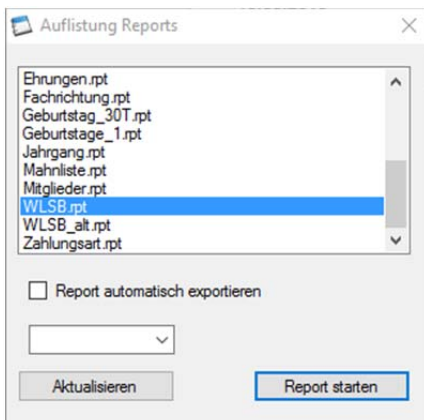 Auflistung Reports
Ehrungen.rpt
Fachrichtung.rpt
Geburtstag_30T.rpt
Geburtstage_1.rpt
Jahrgang.rpt
Mahnliste.rpt
Mitglieder.rpt
WLSB.rpt
WLSB_alt.rpt
Zahlungsart.rpt
Report automatisch exportieren
Aktualisieren
Report starten